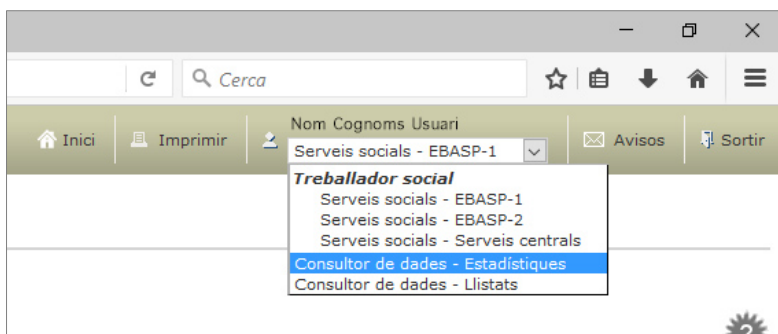 Cerca
Nom Cognoms Usuari
Inici Imprimir Serveis socials - EBASP-1 Avisos Sortir
Treballador social
Serveis socials - EBASP-1
Serveis socials - EBASP-2
Serveis socials - Serveis centrals
Consultor de dades - Estadístiques
Consultor de dades - Llistats
?